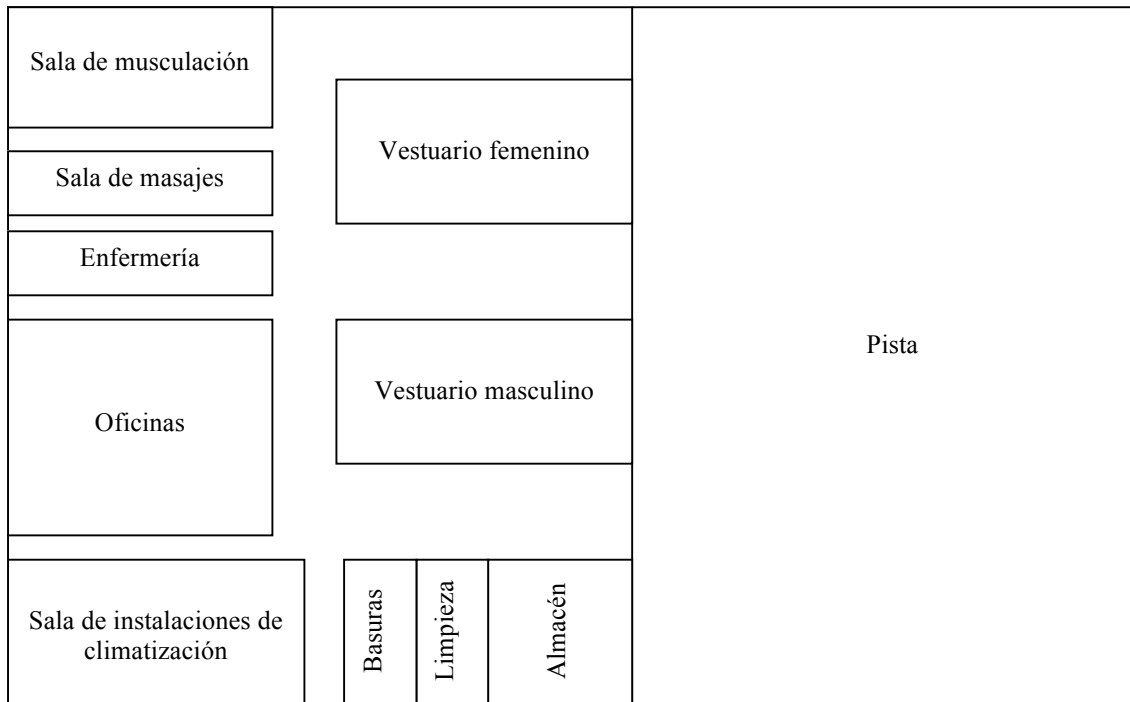 Sala de musculación
Vestuario femenino
Sala de masajes
Enfermería
Pista
Vestuario masculino
Oficinas
Sala de instalaciones de
climatización
Basuras
Limpieza
Almacén